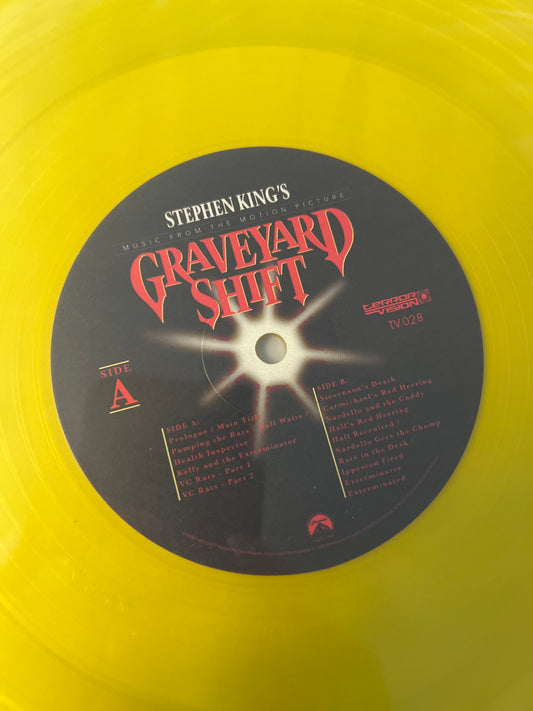 STEPHEN KING'S
MUSIC FROM THE MOTION PICTURE
GRAVEYARD
SHIFT
TERROR
VISION
TV028
SIDE
A
SIDE A:
Prologue / Main Title
Pomping the Rats / Hall Waits /
Health Inspector
Kelly and the Exterminator
VC Rats - Part 1
VC Rats - Part 2
SIDE B:
Stevenson's Death
Carmichael's Red Herring
Nardello and the Caddy
Hall's Red Herring
Hall Recruited /
Nardello Gets the Chomp
Rats in the Desk /
Ippeston Fired
Exterminator
Exterminated